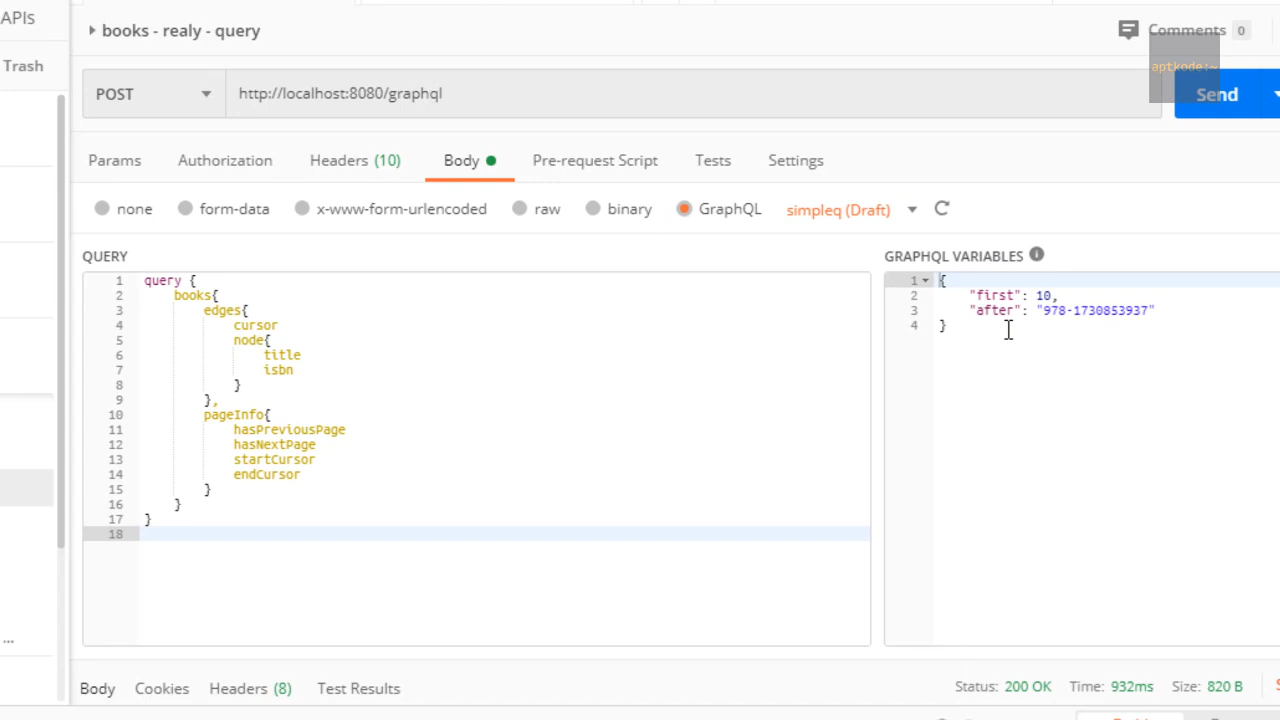 APIs
books - realy - query
Comments 0
Trash
aptkode:~
POST
http://localhost:8080/graphql
Send
Params Authorization Headers (10) Body Pre-request Script Tests Settings
none form-data x-www-form-urlencoded raw binary GraphQL simpleq (Draft)
QUERY
1 query {
2 books{
3 edges{
4 cursor
5 node{
6 title
7 isbn
8 }
9 },
10 pageInfo{
11 hasPreviousPage
12 hasNextPage
13 startCursor
14 endCursor
15 }
16 }
17 }
18
GRAPHQL VARIABLES
1 {
2 "first": 10,
3 "after": "978-1730853937"
4 }
...
Body Cookies Headers (8) Test Results
Status: 200 OK Time: 932ms Size: 820 B